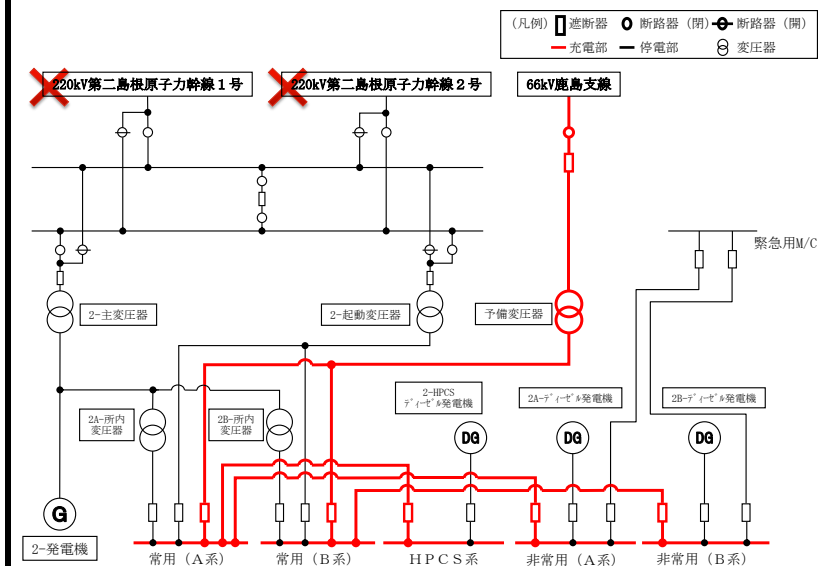 (凡例) 遮断器 断路器 (閉) 断路器 (開)
充電部 停電部 変圧器
220kV第二島根原子力幹線1号
220kV第二島根原子力幹線2号
66kV鹿島支線
緊急用M/C
2-主変圧器
2-起動変圧器
予備変圧器
2A-所内
変圧器
2B-所内
変圧器
2-HPCS
ディーゼル発電機
2A-ディーゼル発電機
2B-ディーゼル発電機
DG
DG
DG
G
2-発電機
常用(A系)
常用(B系)
HPCS系
非常用(A系)
非常用(B系)